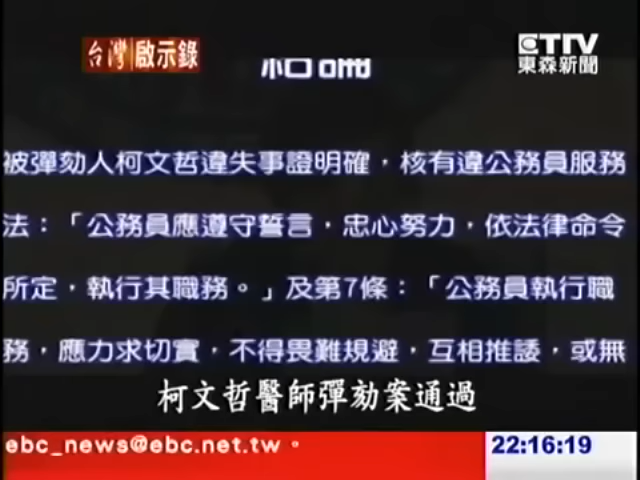 台灣啟示錄
ETTV
東森新聞
被彈劾人柯文哲違失事證明確，核有違公務員服務
法：「公務員應遵守誓言，忠心努力，依法律命令
所定，執行其職務。」及第7條：「公務員執行職
務，應力求切實，不得畏難規避，互相推諉，或無
柯文哲醫師彈劾案通過
ebc_news@ebc.net.tw。
22:16:19